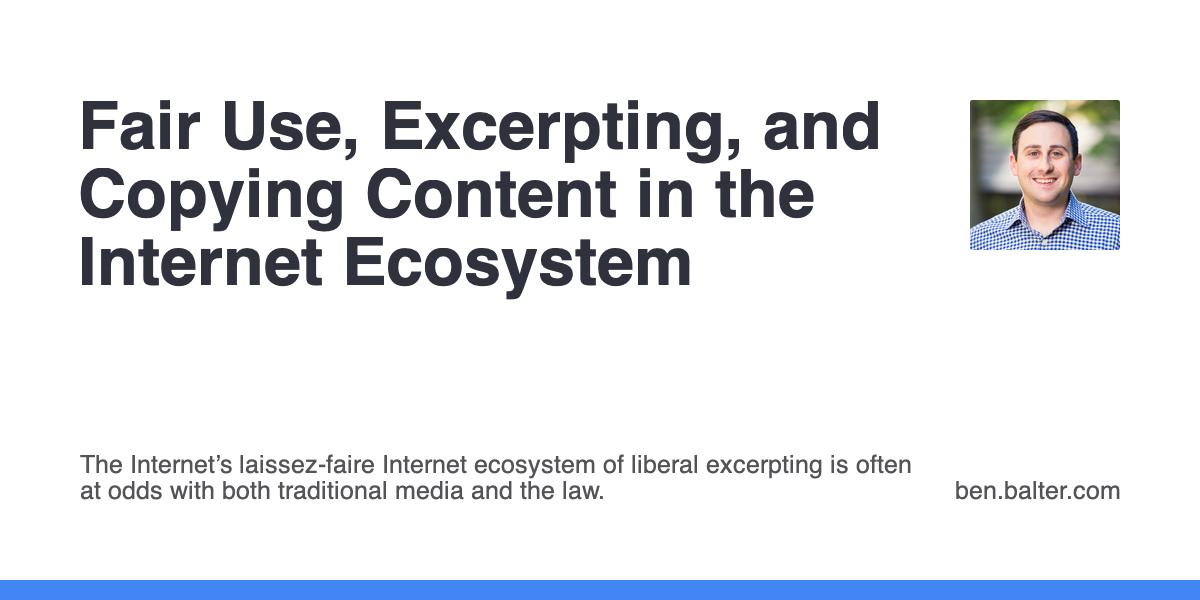 Fair Use, Excerpting, and
Copying Content in the
Internet Ecosystem
The Internet’s laissez-faire Internet ecosystem of liberal excerpting is often
at odds with both traditional media and the law.
ben.balter.com